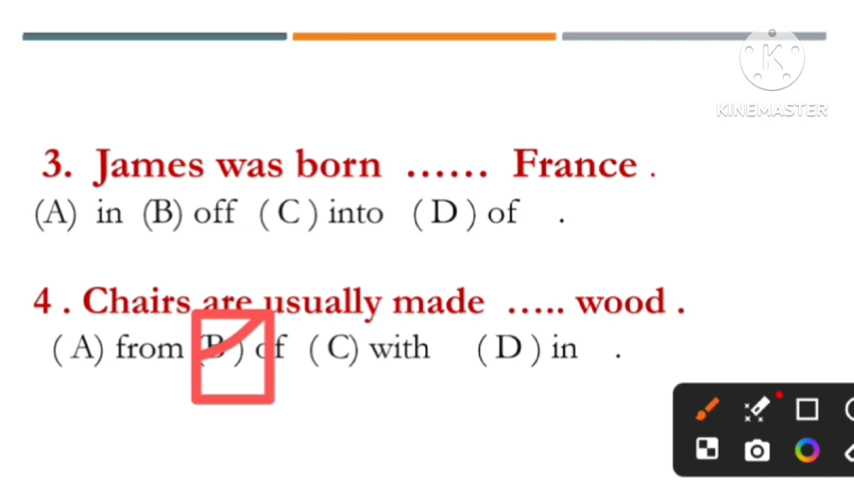 K
KINEMASTER
3. James was born ...... France .
(A) in (B) off ( C ) into ( D ) of .
4 . Chairs are usually made ..... wood .
( A) from (B ) of ( C) with ( D ) in .